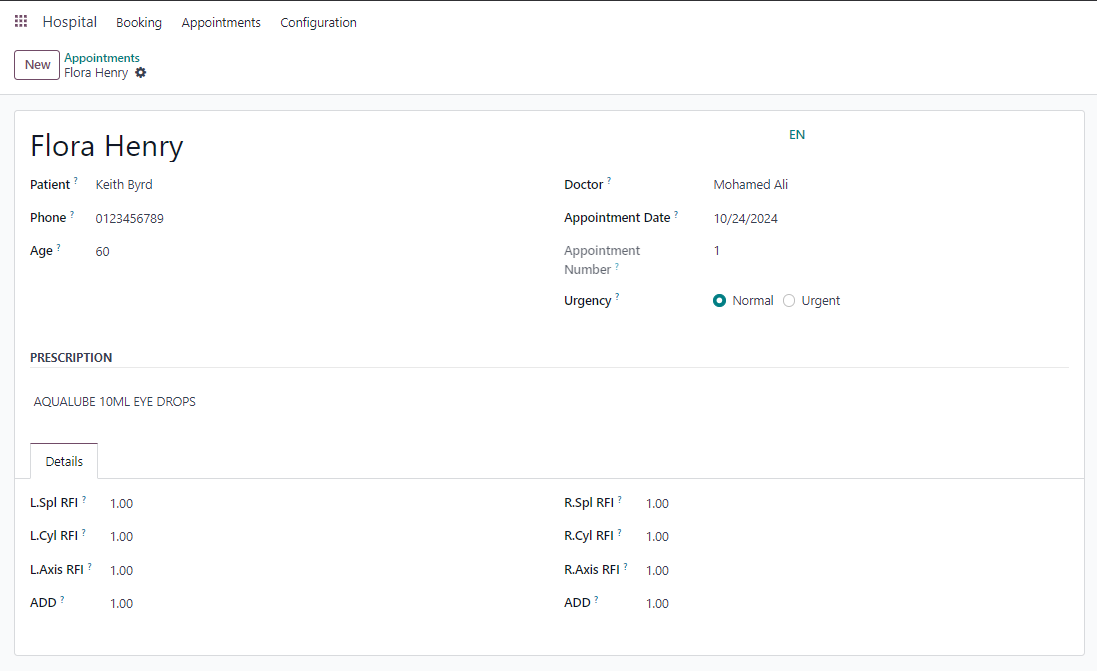 Hospital Booking Appointments Configuration
New
Appointments
Flora Henry
Flora Henry
EN
Patient ? Keith Byrd
Doctor ? Mohamed Ali
Phone ? 0123456789
Appointment Date ? 10/24/2024
Age ? 60
Appointment Number ? 1
Urgency ? Normal Urgent
PRESCRIPTION
AQUALUBE 10ML EYE DROPS
Details
L.Spl RFI ? 1.00
R.Spl RFI ? 1.00
L.Cyl RFI ? 1.00
R.Cyl RFI ? 1.00
L.Axis RFI ? 1.00
R.Axis RFI ? 1.00
ADD ? 1.00
ADD ? 1.00